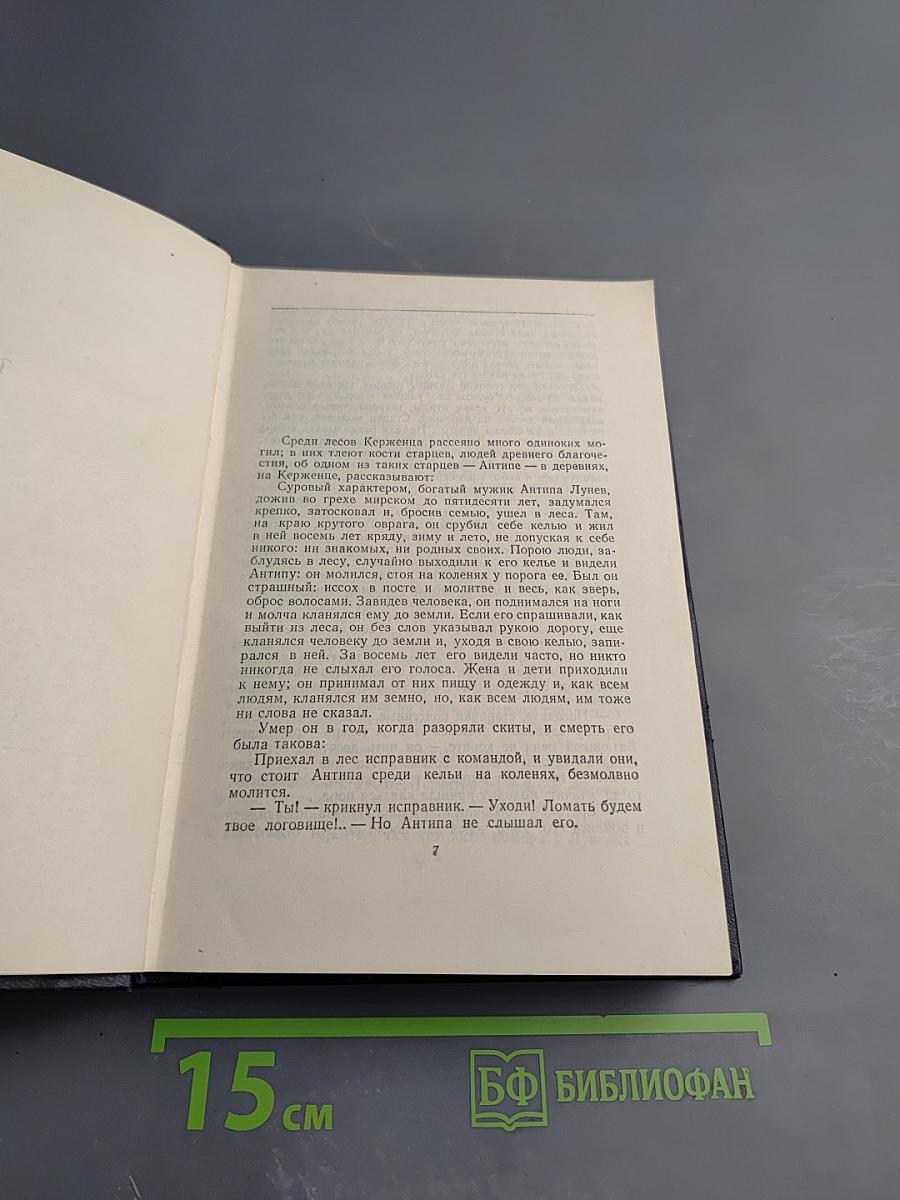 Среди лесов Керженца рассеяно много одиноких мо-
гил; в них тлеют кости старцев, людей древнего благоче-
стия, об одном из таких старцев — Антипе — в деревнях,
на Керженце, рассказывают:
Суровый характером, богатый мужик Антипа Лунев,
дожив во грехе мирском до пятидесяти лет, задумался
крепко, затосковал и, бросив семью, ушел в леса. Там,
на краю крутого оврага, он срубил себе келью и жил
в ней восемь лет кряду, зиму и лето, не допуская к себе
никого: ни знакомых, ни родных своих. Порою люди, за-
блудясь в лесу, случайно выходили к его келье и видели
Антипу: он молился, стоя на коленях у порога ее. Был он
страшный: иссох в посте и молитве и весь, как зверь,
оброс волосами. Завидев человека, он поднимался на ноги
и молча кланялся ему до земли. Если его спрашивали, как
выйти из леса, он без слов указывал рукою дорогу, еще
кланялся человеку до земли и, уходя в свою келью, запи-
рался в ней. За восемь лет его видели часто, но никто
никогда не слыхал его голоса. Жена и дети приходили
к нему; он принимал от них пищу и одежду и, как всем
людям, кланялся им земно, но, как всем людям, им тоже
ни слова не сказал.
Умер он в год, когда разоряли скиты, и смерть его
была такова:
Приехал в лес исправник с командой, и увидали они,
что стоит Антипа среди кельи на коленях, безмолвно
молится.
— Ты! — крикнул исправник. — Уходи! Ломать будем
твое логовище!.. — Но Антипа не слышал его.
7
15 см
БФ БИБЛИОФАН